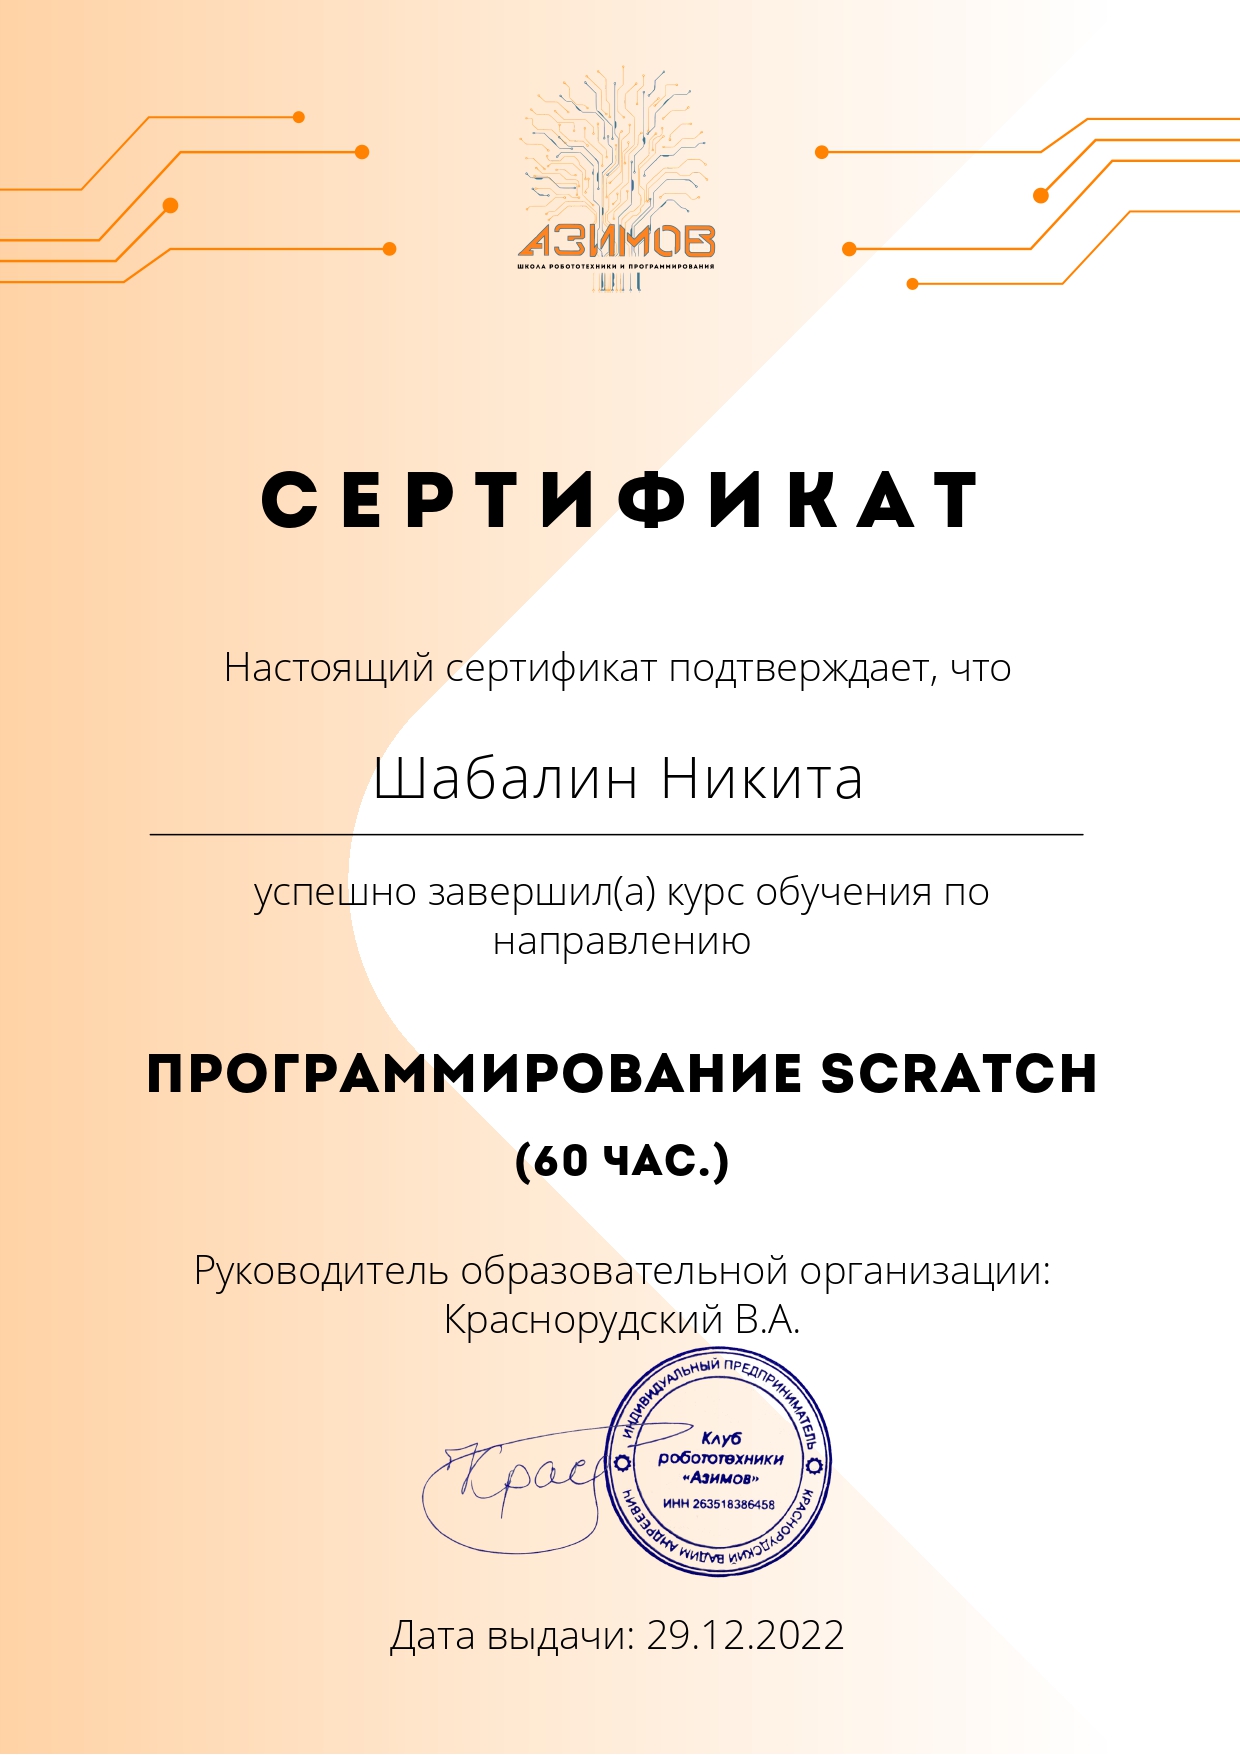 АЗИМОВ
ШКОЛА РОБОТОТЕХНИКИ И ПРОГРАММИРОВАНИЯ
СЕРТИФИКАТ
Настоящий сертификат подтверждает, что
Шабалин Никита
успешно завершил(а) курс обучения по
направлению
ПРОГРАММИРОВАНИЕ SCRATCH
(60 ЧАС.)
Руководитель образовательной организации:
Краснорудский В.А.
ИНДИВИДУАЛЬНЫЙ ПРЕДПРИНИМАТЕЛЬ
Клуб
робототехники
«Азимов»
ИНН 263518386458
КРАСНОРУДСКИЙ ВАДИМ АНДРЕЕВИЧ
Крас
Дата выдачи: 29.12.2022